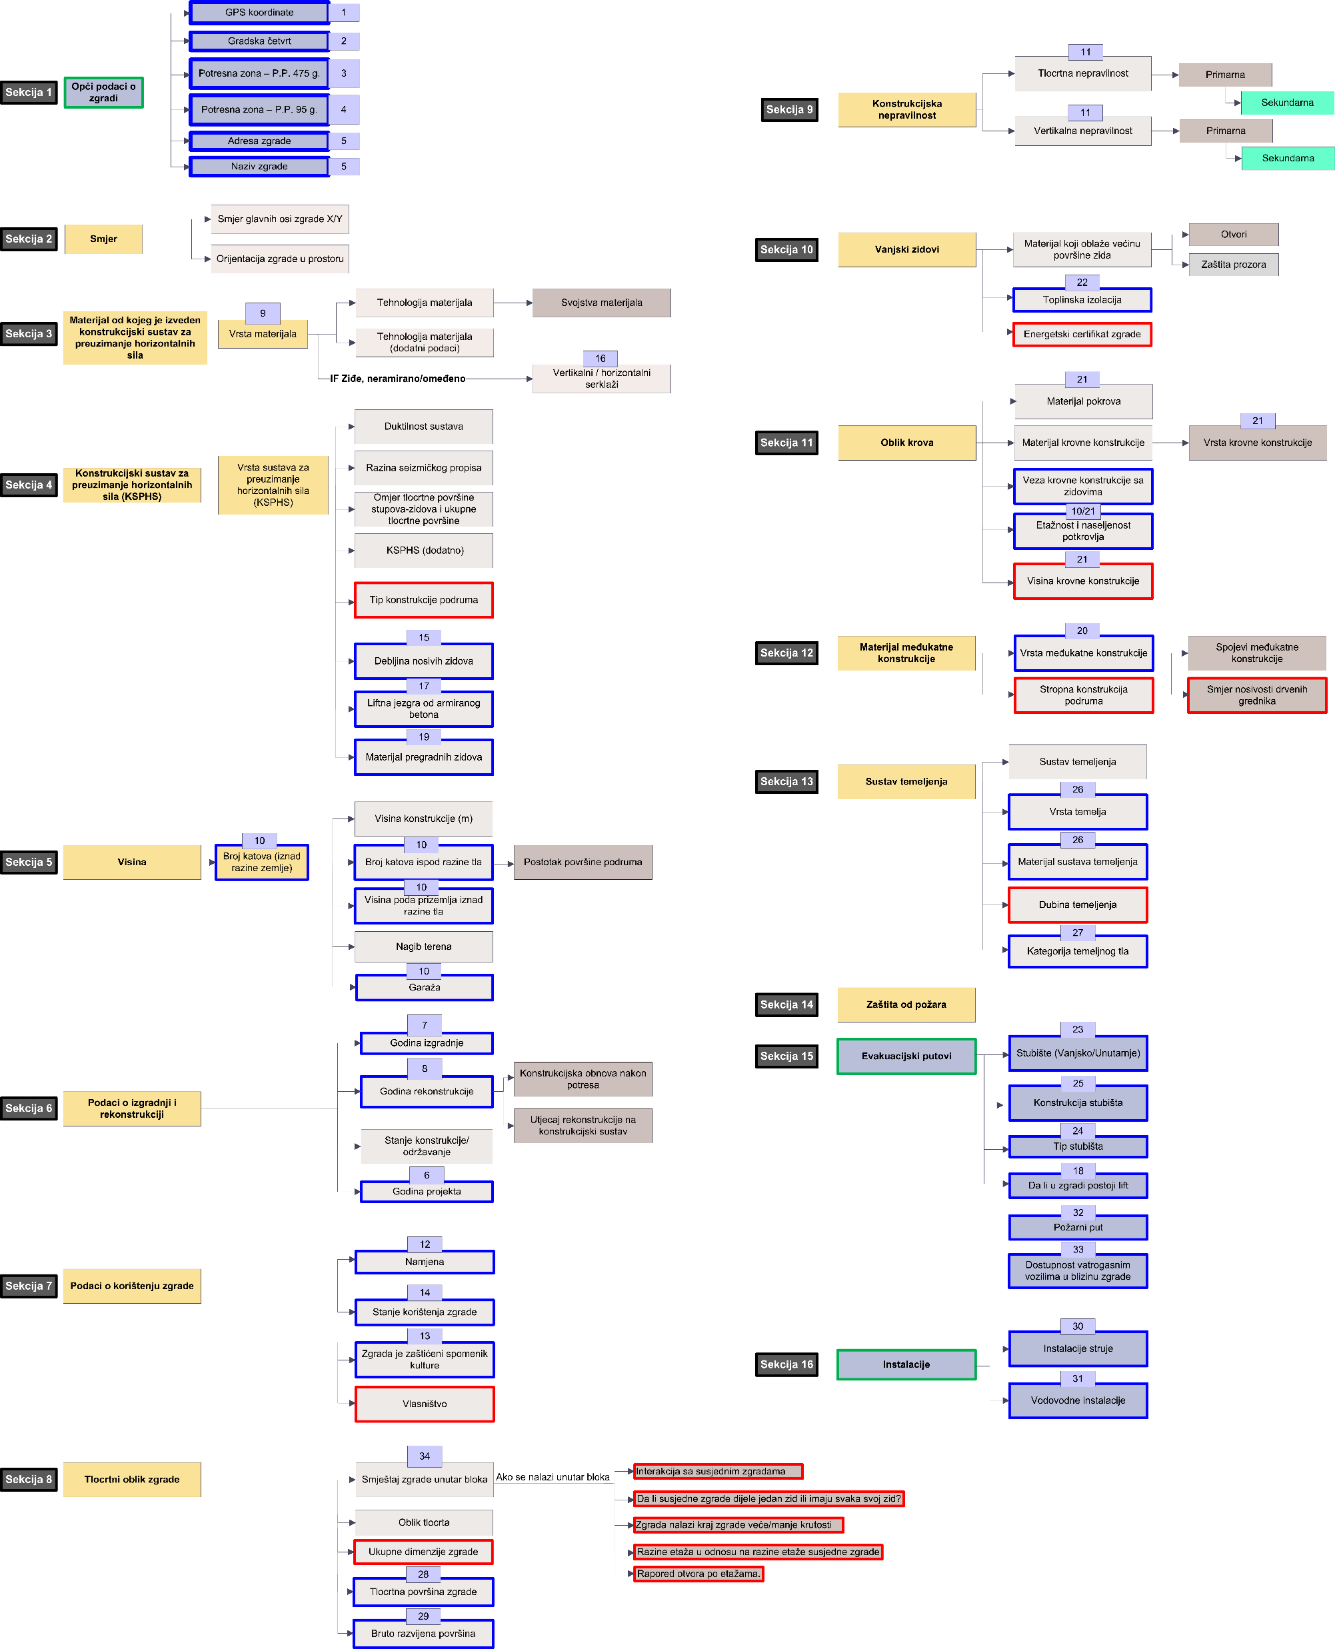 Sekcija 1
Opći podaci o
zgradi
GPS koordinate
1
Gradska četvrt
2
Potresna zona – P.P. 475 g.
3
Potresna zona – P.P. 95 g.
4
Adresa zgrade
5
Naziv zgrade
5
Sekcija 2
Smjer
Smjer glavnih osi zgrade X/Y
Orijentacija zgrade u prostoru
Sekcija 3
Materijal od kojeg je izveden
konstrukcijski sustav za
preuzimanje horizontalnih
sila
9
Vrsta materijala
Tehnologija materijala
Svojstva materijala
Tehnologija materijala
(dodatni podaci)
IF Ziđe, neramirano/omeđeno
16
Vertikalni / horizontalni
serklaži
Sekcija 4
Konstrukcijski sustav za
preuzimanje horizontalnih
sila (KSPHS)
Vrsta sustava za
preuzimanje
horizontalnih sila
(KSPHS)
Duktilnost sustava
Razina seizmičkog propisa
Omjer tlocrtne površine
stupova-zidova i ukupne
tlocrtne površine
KSPHS (dodatno)
Tip konstrukcije podruma
15
Debljina nosivih zidova
17
Liftna jezgra od armiranog
betona
19
Materijal pregradnih zidova
Sekcija 5
Visina
10
Broj katova (iznad
razine zemlje)
Visina konstrukcije (m)
10
Broj katova ispod razine tla
Postotak površine podruma
10
Visina poda prizemlja iznad
razine tla
Nagib terena
10
Garaža
Sekcija 6
Podaci o izgradnji i
rekonstrukciji
7
Godina izgradnje
8
Godina rekonstrukcije
Konstrukcijska obnova nakon
potresa
Utjecaj rekonstrukcije na
konstrukcijski sustav
Stanje konstrukcije/
održavanje
6
Godina projekta
Sekcija 7
Podaci o korištenju zgrade
12
Namjena
14
Stanje korištenja zgrade
13
Zgrada je zaštićeni spomenik
kulture
Vlasništvo
Sekcija 8
Tlocrtni oblik zgrade
34
Smještaj zgrade unutar bloka
Ako se nalazi unutar bloka
Interakcija sa susjednim zgradama
Da li susjedne zgrade dijele jedan zid ili imaju svaka svoj zid?
Zgrada nalazi kraj zgrade veće/manje krutosti
Razine etaža u odnosu na razine etaže susjedne zgrade
Rapored otvora po etažama.
Oblik tlocrta
Ukupne dimenzije zgrade
28
Tlocrtna površina zgrade
29
Bruto razvijena površina
Sekcija 9
Konstrukcijska
nepravilnost
11
Tlocrtna nepravilnost
Primarna
Sekundarna
11
Vertikalna nepravilnost
Primarna
Sekundarna
Sekcija 10
Vanjski zidovi
Materijal koji oblaže većinu
površine zida
Otvori
Zaštita prozora
22
Toplinska izolacija
Energetski certifikat zgrade
Sekcija 11
Oblik krova
21
Materijal pokrova
Materijal krovne konstrukcije
21
Vrsta krovne konstrukcije
Veza krovne konstrukcije sa
zidovima
10/21
Etažnost i naseljenost
potkrovlja
21
Visina krovne konstrukcije
Sekcija 12
Materijal međukatne
konstrukcije
20
Vrsta međukatne konstrukcije
Spojevi međukatne
konstrukcije
Stropna konstrukcija
podruma
Smjer nosivosti drvenih
grednika
Sekcija 13
Sustav temeljenja
Sustav temeljenja
26
Vrsta temelja
26
Materijal sustava temeljenja
Dubina temeljenja
27
Kategorija temeljnog tla
Sekcija 14
Zaštita od požara
Sekcija 15
Evakuacijski putovi
23
Stubište (Vanjsko/Unutarnje)
25
Konstrukcija stubišta
24
Tip stubišta
18
Da li u zgradi postoji lift
32
Požarni put
33
Dostupnost vatrogasnim
vozilima u blizinu zgrade
Sekcija 16
Instalacije
30
Instalacije struje
31
Vodovodne instalacije